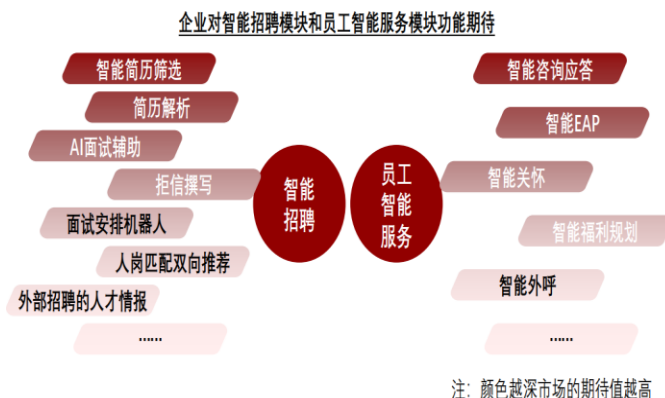 企业对智能招聘模块和员工智能服务模块功能期待
智能简历筛选
简历解析
AI面试辅助
拒信撰写
面试安排机器人
人岗匹配双向推荐
外部招聘的人才情报
......
智能
招聘
员工
智能
服务
智能咨询应答
智能EAP
智能关怀
智能福利规划
智能外呼
......
注：颜色越深市场的期待值越高